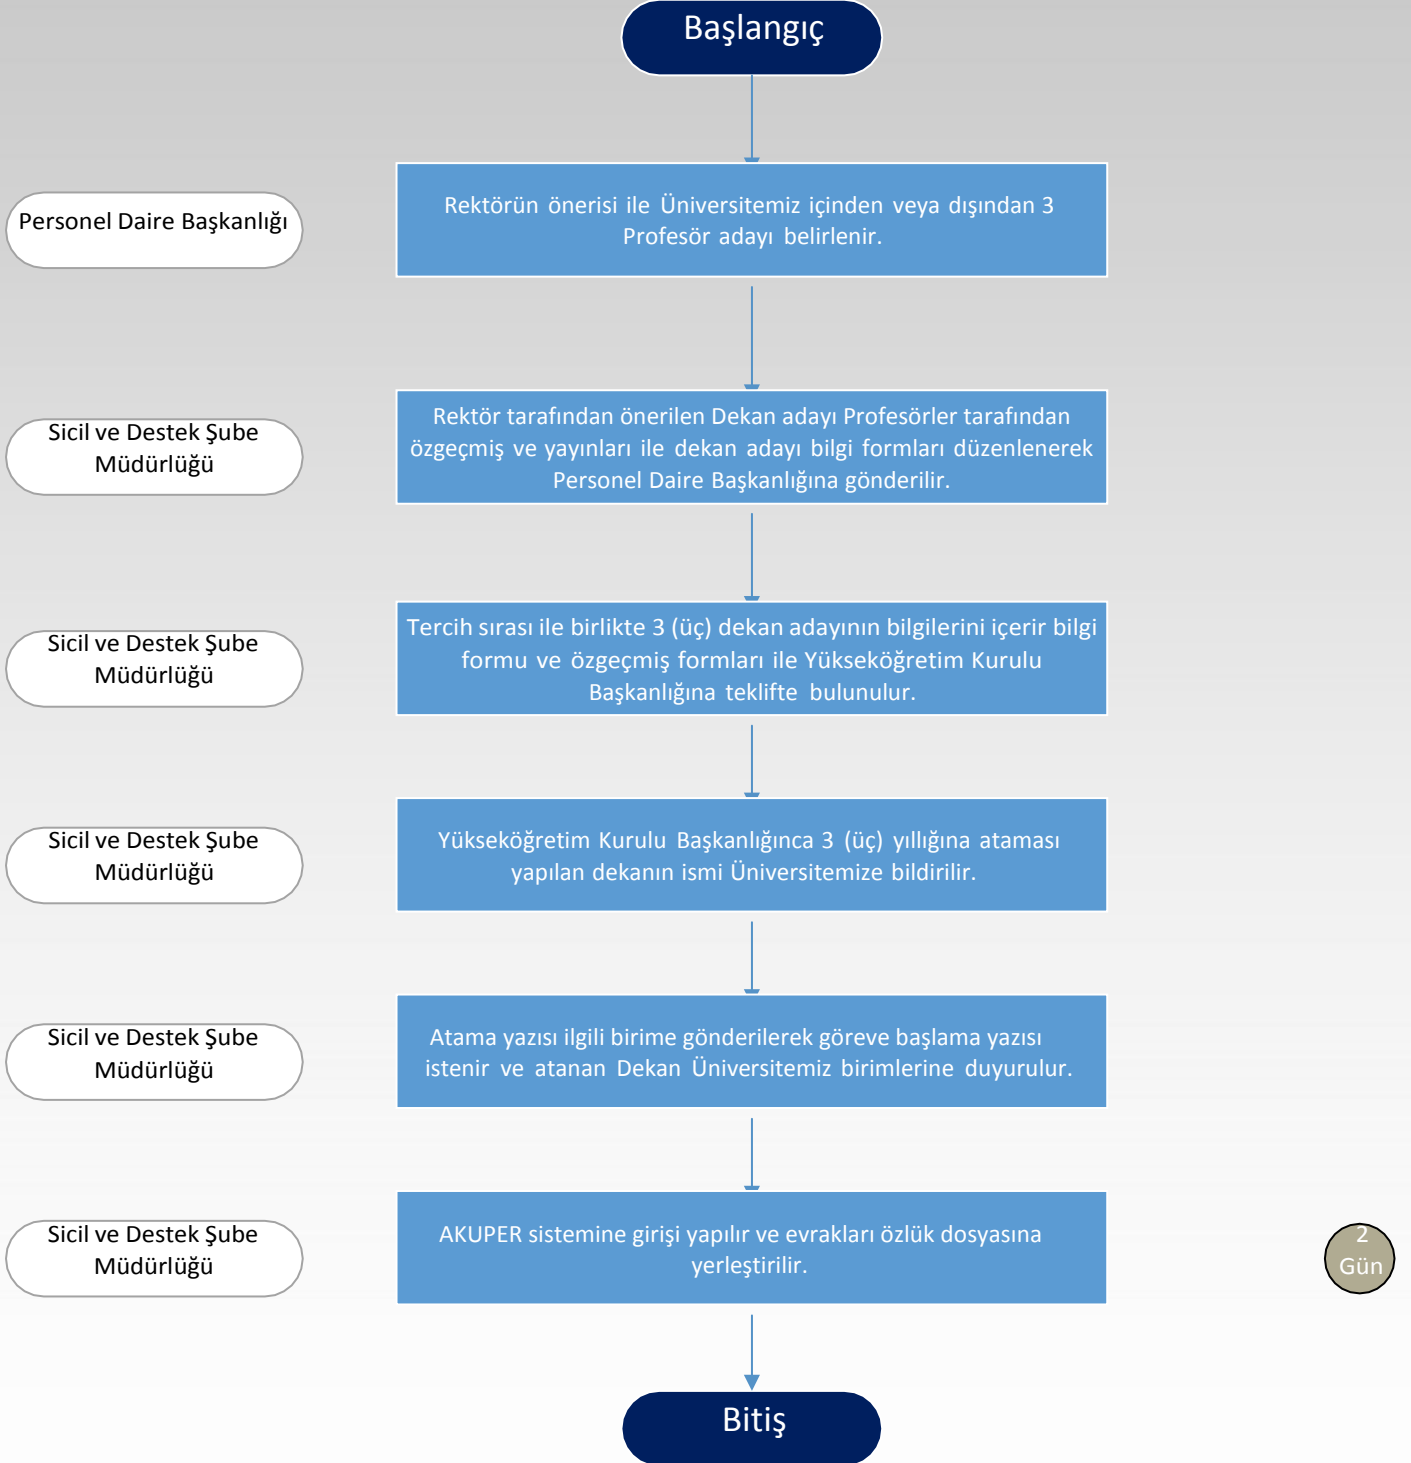 Başlangıç
Personel Daire Başkanlığı
Rektörün önerisi ile Üniversitemiz içinden veya dışından 3
Profesör adayı belirlenir.
Sicil ve Destek Şube
Müdürlüğü
Rektör tarafından önerilen Dekan adayı Profesörler tarafından
özgeçmiş ve yayınları ile dekan adayı bilgi formları düzenlenerek
Personel Daire Başkanlığına gönderilir.
Sicil ve Destek Şube
Müdürlüğü
Tercih sırası ile birlikte 3 (üç) dekan adayının bilgilerini içerir bilgi
formu ve özgeçmiş formları ile Yükseköğretim Kurulu
Başkanlığına teklifte bulunulur.
Sicil ve Destek Şube
Müdürlüğü
Yükseköğretim Kurulu Başkanlığınca 3 (üç) yıllığına ataması
yapılan dekanın ismi Üniversitemize bildirilir.
Sicil ve Destek Şube
Müdürlüğü
Atama yazısı ilgili birime gönderilerek göreve başlama yazısı
istenir ve atanan Dekan Üniversitemiz birimlerine duyurulur.
Sicil ve Destek Şube
Müdürlüğü
AKUPER sistemine girişi yapılır ve evrakları özlük dosyasına
yerleştirilir.
2
Gün
Bitiş